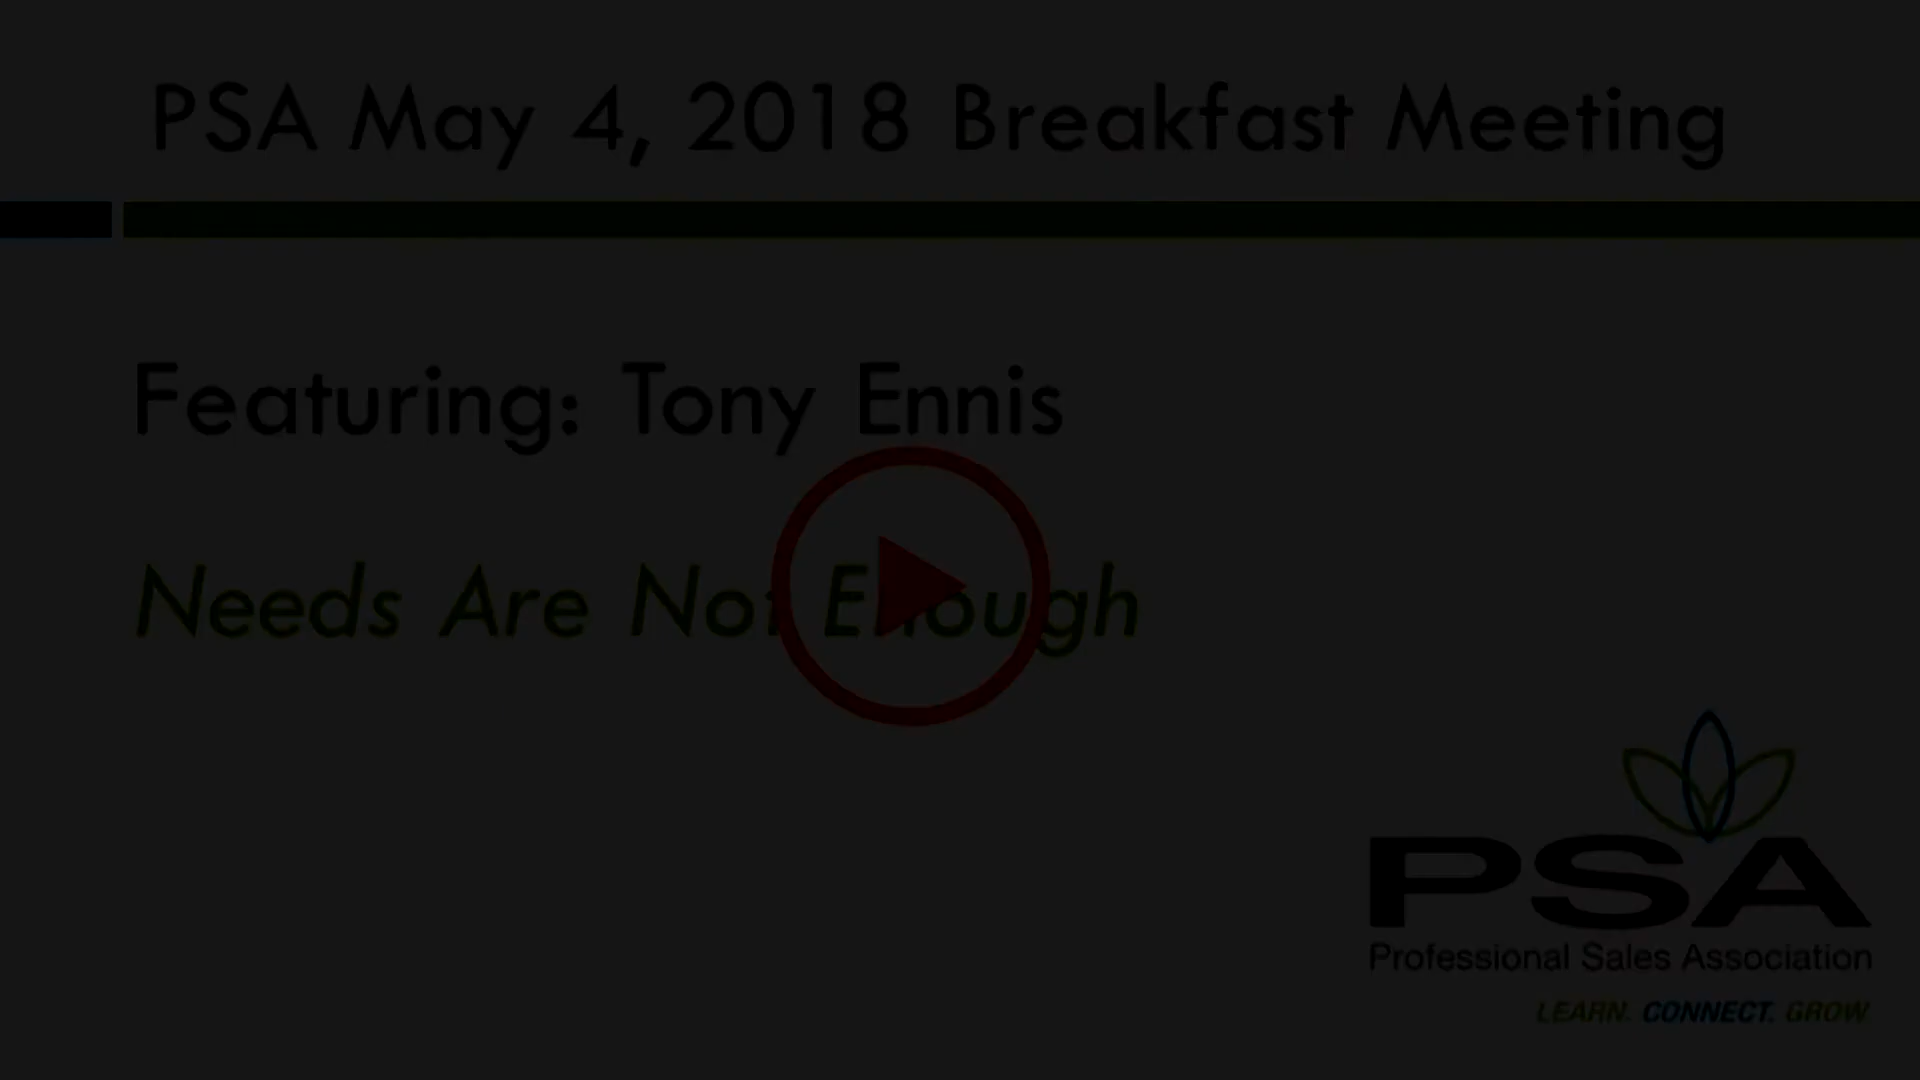 PSA May 4, 2018 Breakfast Meeting
Featuring: Tony Ennis
Needs Are Not Enough
PSA
Professional Sales Association
LEARN. CONNECT. GROW